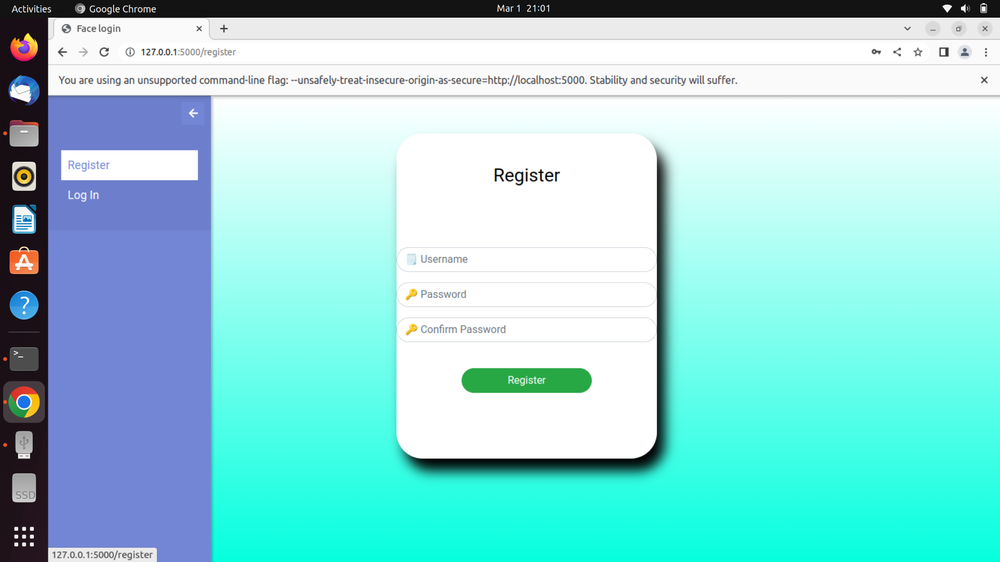 Activities
Google Chrome
Mar 1 21:01
Face login
127.0.0.1:5000/register
You are using an unsupported command-line flag: --unsafely-treat-insecure-origin-as-secure=http://localhost:5000. Stability and security will suffer.
Register
Log In
Register
Username
Password
Confirm Password
Register
>_
SSD
127.0.0.1:5000/register